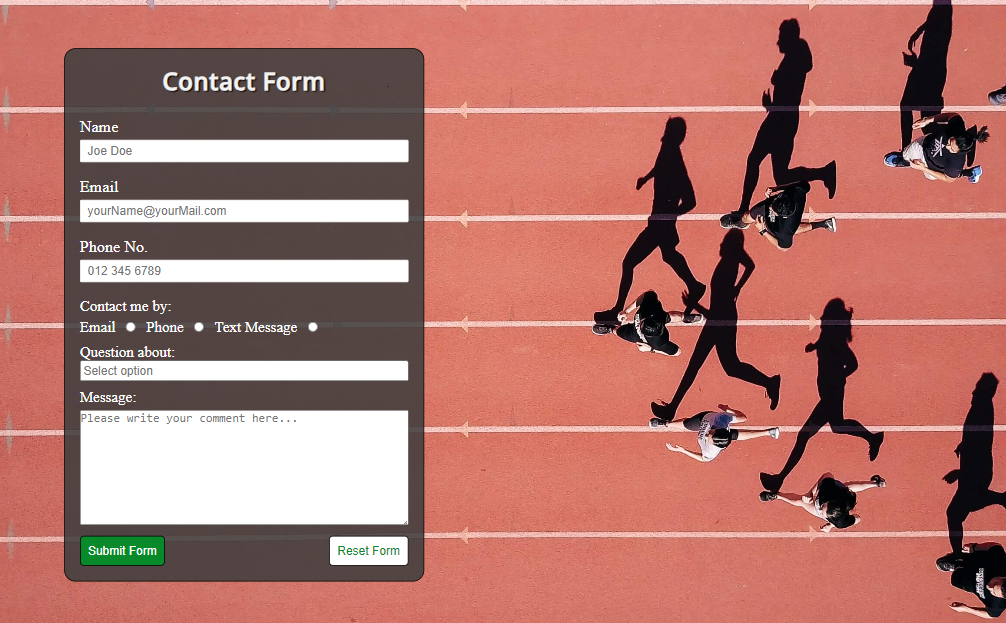 Contact Form
Name
Joe Doe
Email
yourName@yourMail.com
Phone No.
012 345 6789
Contact me by:
Email Phone Text Message
Question about:
Select option
Message:
Please write your comment here...
Submit Form Reset Form